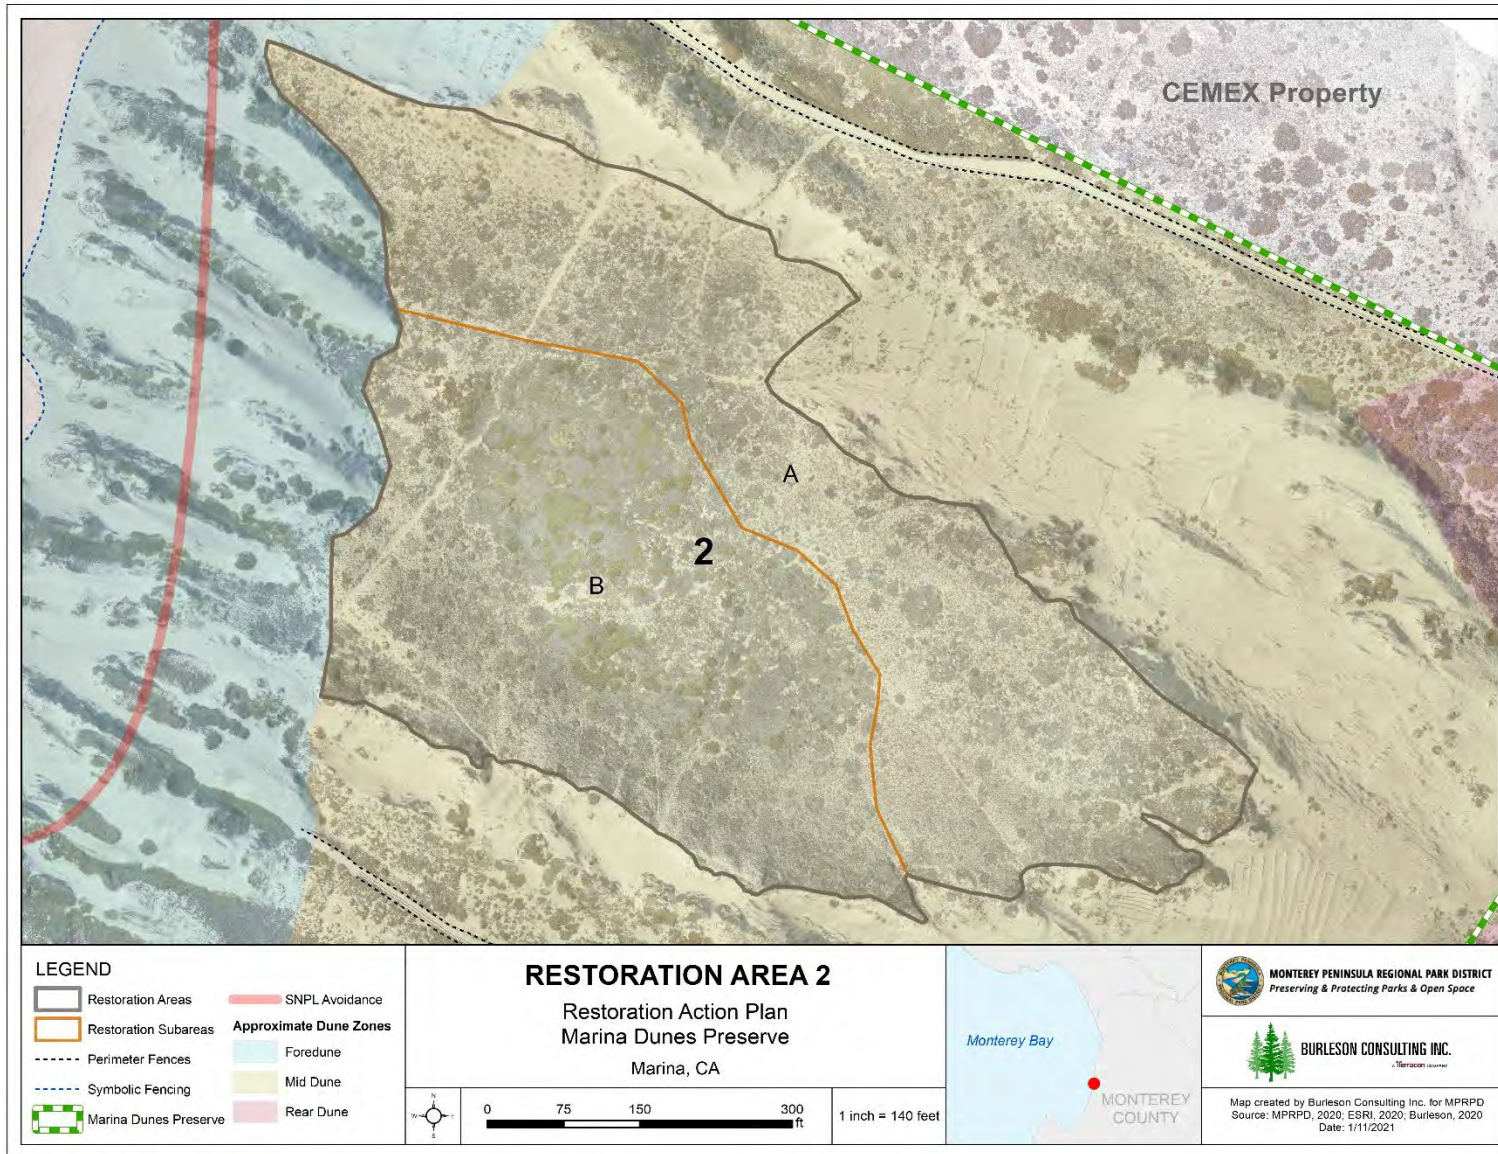 CEMEX Property
A
2
B
LEGEND
Restoration Areas
Restoration Subareas
Perimeter Fences
Symbolic Fencing
Marina Dunes Preserve
SNPL Avoidance
Approximate Dune Zones
Foredune
Mid Dune
Rear Dune
RESTORATION AREA 2
Restoration Action Plan
Marina Dunes Preserve
Marina, CA
N
W
E
S
0 75 150 300
ft
1 inch = 140 feet
Monterey Bay
MONTEREY
COUNTY
MONTEREY PENINSULA REGIONAL PARK DISTRICT
Preserving & Protecting Parks & Open Space
BURLESON CONSULTING INC.
A Terracon COMPANY
Map created by Burleson Consulting Inc. for MPRPD
Source: MPRPD, 2020; ESRI, 2020; Burleson, 2020
Date: 1/11/2021